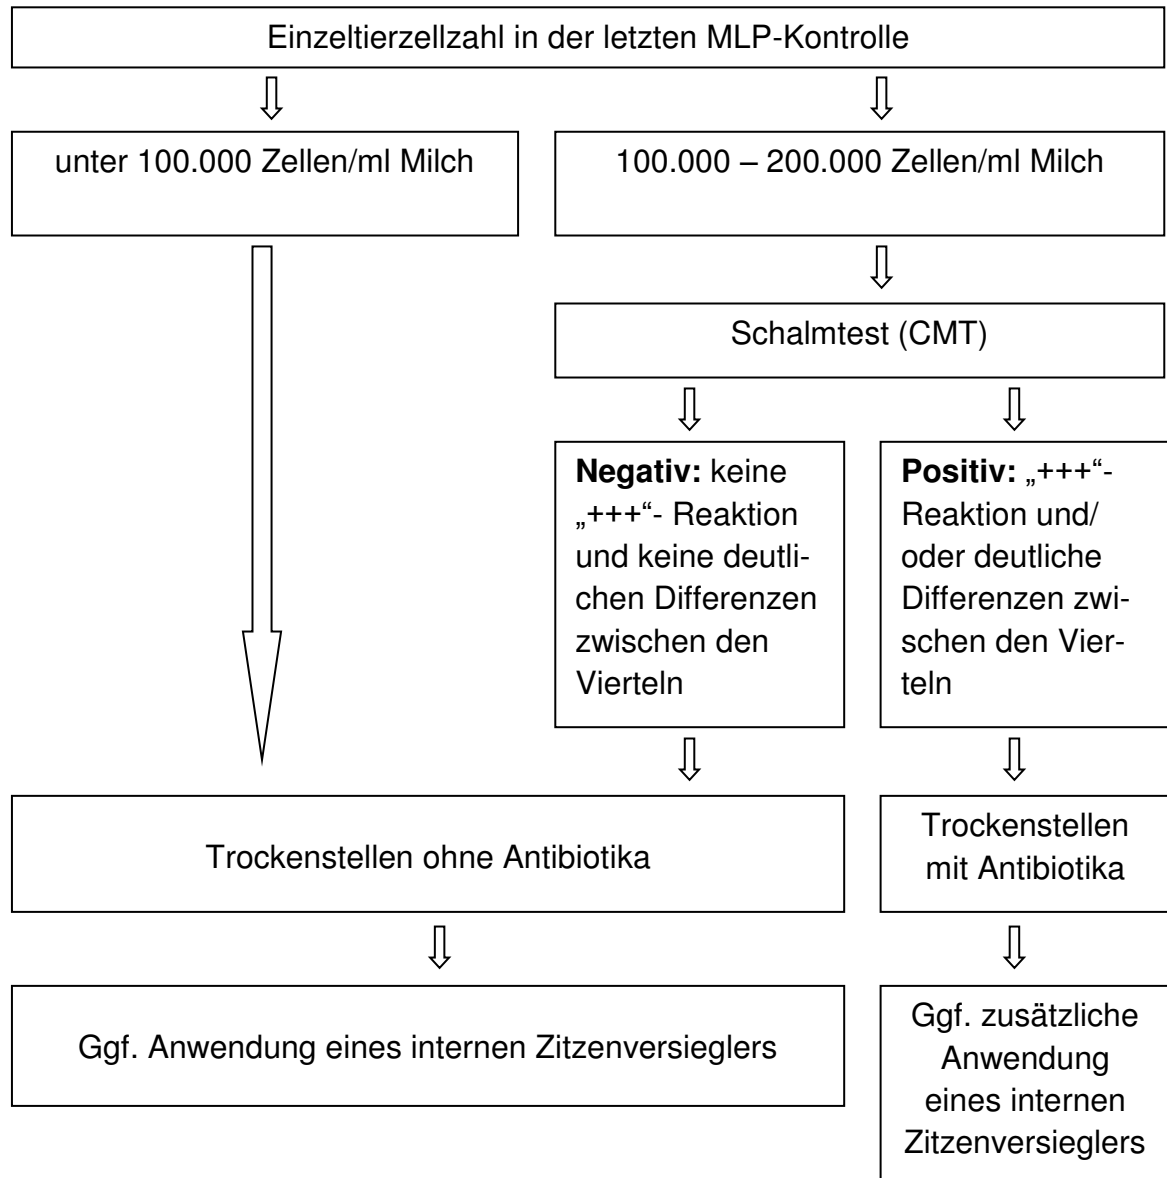 Einzeltierzellzahl in der letzten MLP-Kontrolle
unter 100.000 Zellen/ml Milch
100.000 – 200.000 Zellen/ml Milch
Schalmtest (CMT)
Negativ: keine
„+++“- Reaktion
und keine deutli-
chen Differenzen
zwischen den
Vierteln
Positiv: „+++“-
Reaktion und/
oder deutliche
Differenzen zwi-
schen den Vier-
teln
Trockenstellen ohne Antibiotika
Trockenstellen
mit Antibiotika
Ggf. Anwendung eines internen Zitzenversieglers
Ggf. zusätzliche
Anwendung
eines internen
Zitzenversieglers